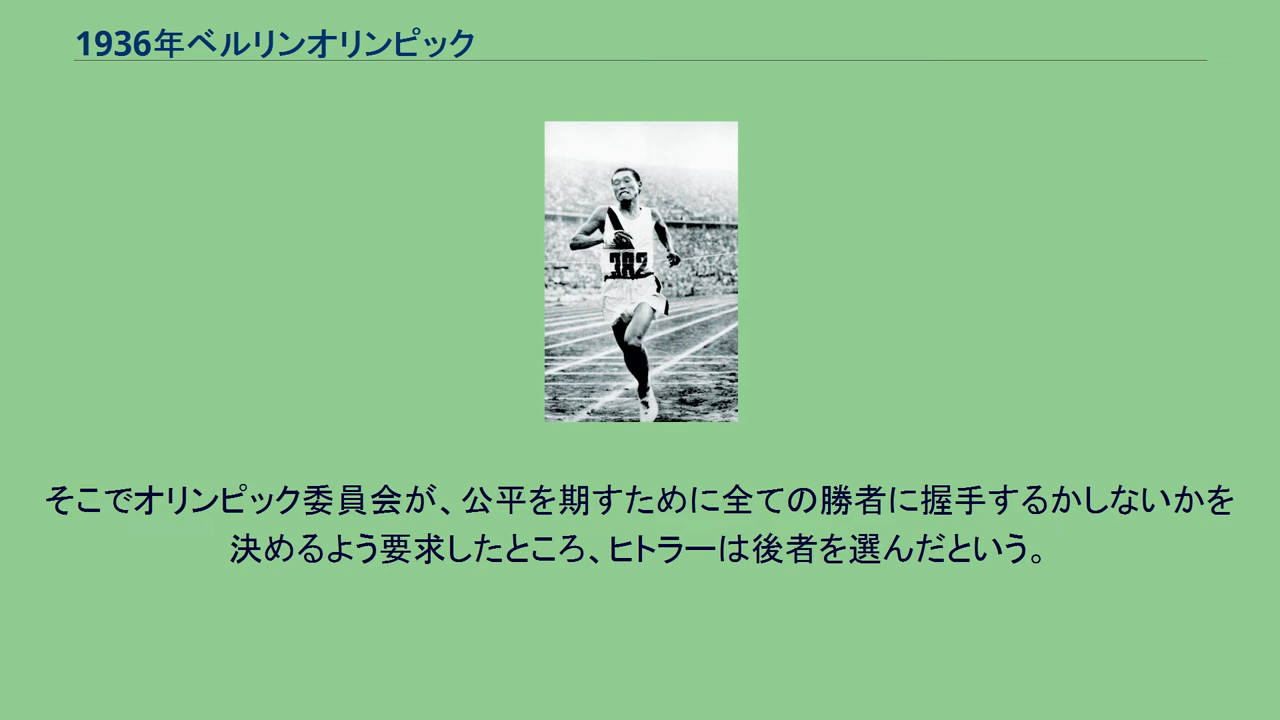 1936年ベルリンオリンピック
382
そこでオリンピック委員会が、公平を期すために全ての勝者に握手するかしないかを
決めるよう要求したところ、ヒトラーは後者を選んだという。